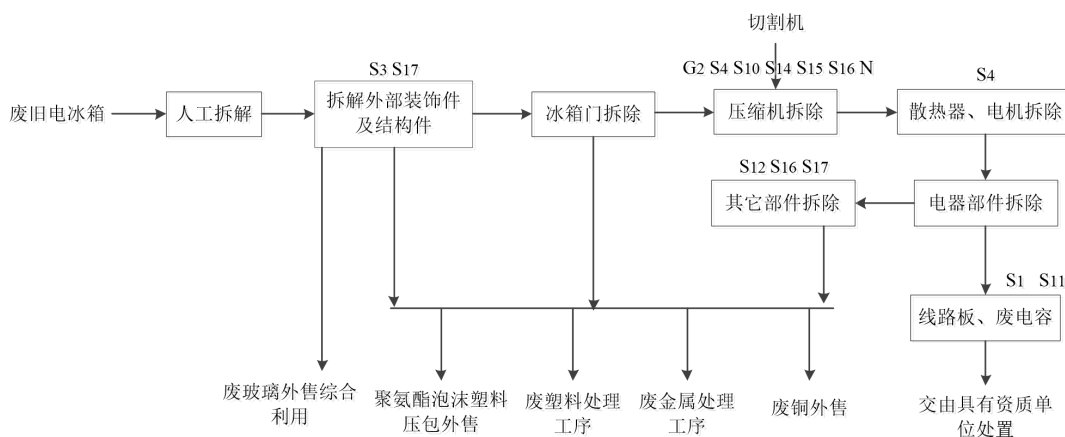 切割机
S3 S17
G2 S4 S10 S14 S15 S16 N
S4
废旧电冰箱
人工拆解
拆解外部装饰件
及结构件
冰箱门拆除
压缩机拆除
散热器、电机拆除
S12 S16 S17
其它部件拆除
电器部件拆除
S1 S11
线路板、废电容
废玻璃外售综合
利用
聚氨酯泡沫塑料
压包外售
废塑料处理
工序
废金属处理
工序
废铜外售
交由具有资质单
位处置